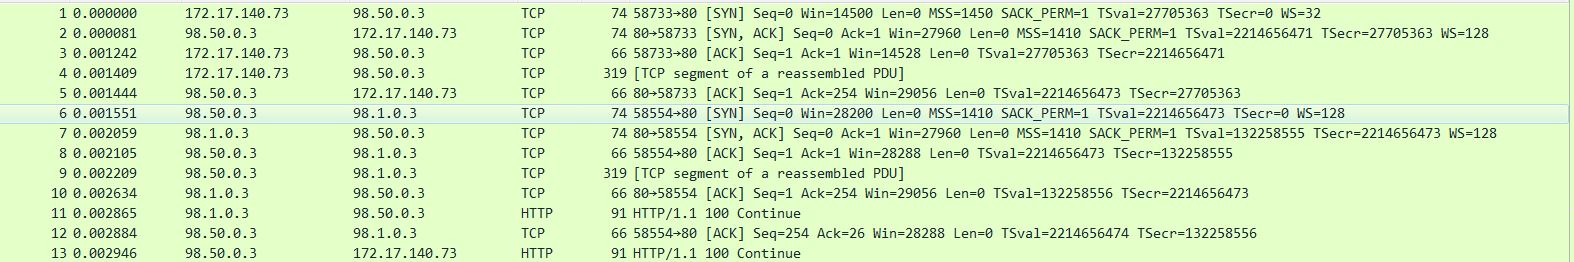 1 0.000000 172.17.140.73 98.50.0.3 TCP 74 58733→80 [SYN] Seq=0 Win=14500 Len=0 MSS=1450 SACK_PERM=1 TSval=27705363 TSecr=0 WS=32
2 0.000081 98.50.0.3 172.17.140.73 TCP 74 80→58733 [SYN, ACK] Seq=0 Ack=1 Win=27960 Len=0 MSS=1410 SACK_PERM=1 TSval=2214656471 TSecr=27705363 WS=128
3 0.001242 172.17.140.73 98.50.0.3 TCP 66 58733→80 [ACK] Seq=1 Ack=1 Win=14528 Len=0 TSval=27705363 TSecr=2214656471
4 0.001409 172.17.140.73 98.50.0.3 TCP 319 [TCP segment of a reassembled PDU]
5 0.001444 98.50.0.3 172.17.140.73 TCP 66 80→58733 [ACK] Seq=1 Ack=254 Win=29056 Len=0 TSval=2214656473 TSecr=27705363
6 0.001551 98.50.0.3 98.1.0.3 TCP 74 58554→80 [SYN] Seq=0 Win=28200 Len=0 MSS=1410 SACK_PERM=1 TSval=2214656473 TSecr=0 WS=128
7 0.002059 98.1.0.3 98.50.0.3 TCP 74 80→58554 [SYN, ACK] Seq=0 Ack=1 Win=27960 Len=0 MSS=1410 SACK_PERM=1 TSval=132258555 TSecr=2214656473 WS=128
8 0.002105 98.50.0.3 98.1.0.3 TCP 66 58554→80 [ACK] Seq=1 Ack=1 Win=28288 Len=0 TSval=2214656473 TSecr=132258555
9 0.002209 98.50.0.3 98.1.0.3 TCP 319 [TCP segment of a reassembled PDU]
10 0.002634 98.1.0.3 98.50.0.3 TCP 66 80→58554 [ACK] Seq=1 Ack=254 Win=29056 Len=0 TSval=132258556 TSecr=2214656473
11 0.002865 98.1.0.3 98.50.0.3 HTTP 91 HTTP/1.1 100 Continue
12 0.002884 98.50.0.3 98.1.0.3 TCP 66 58554→80 [ACK] Seq=254 Ack=26 Win=28288 Len=0 TSval=2214656474 TSecr=132258556
13 0.002946 98.50.0.3 172.17.140.73 HTTP 91 HTTP/1.1 100 Continue